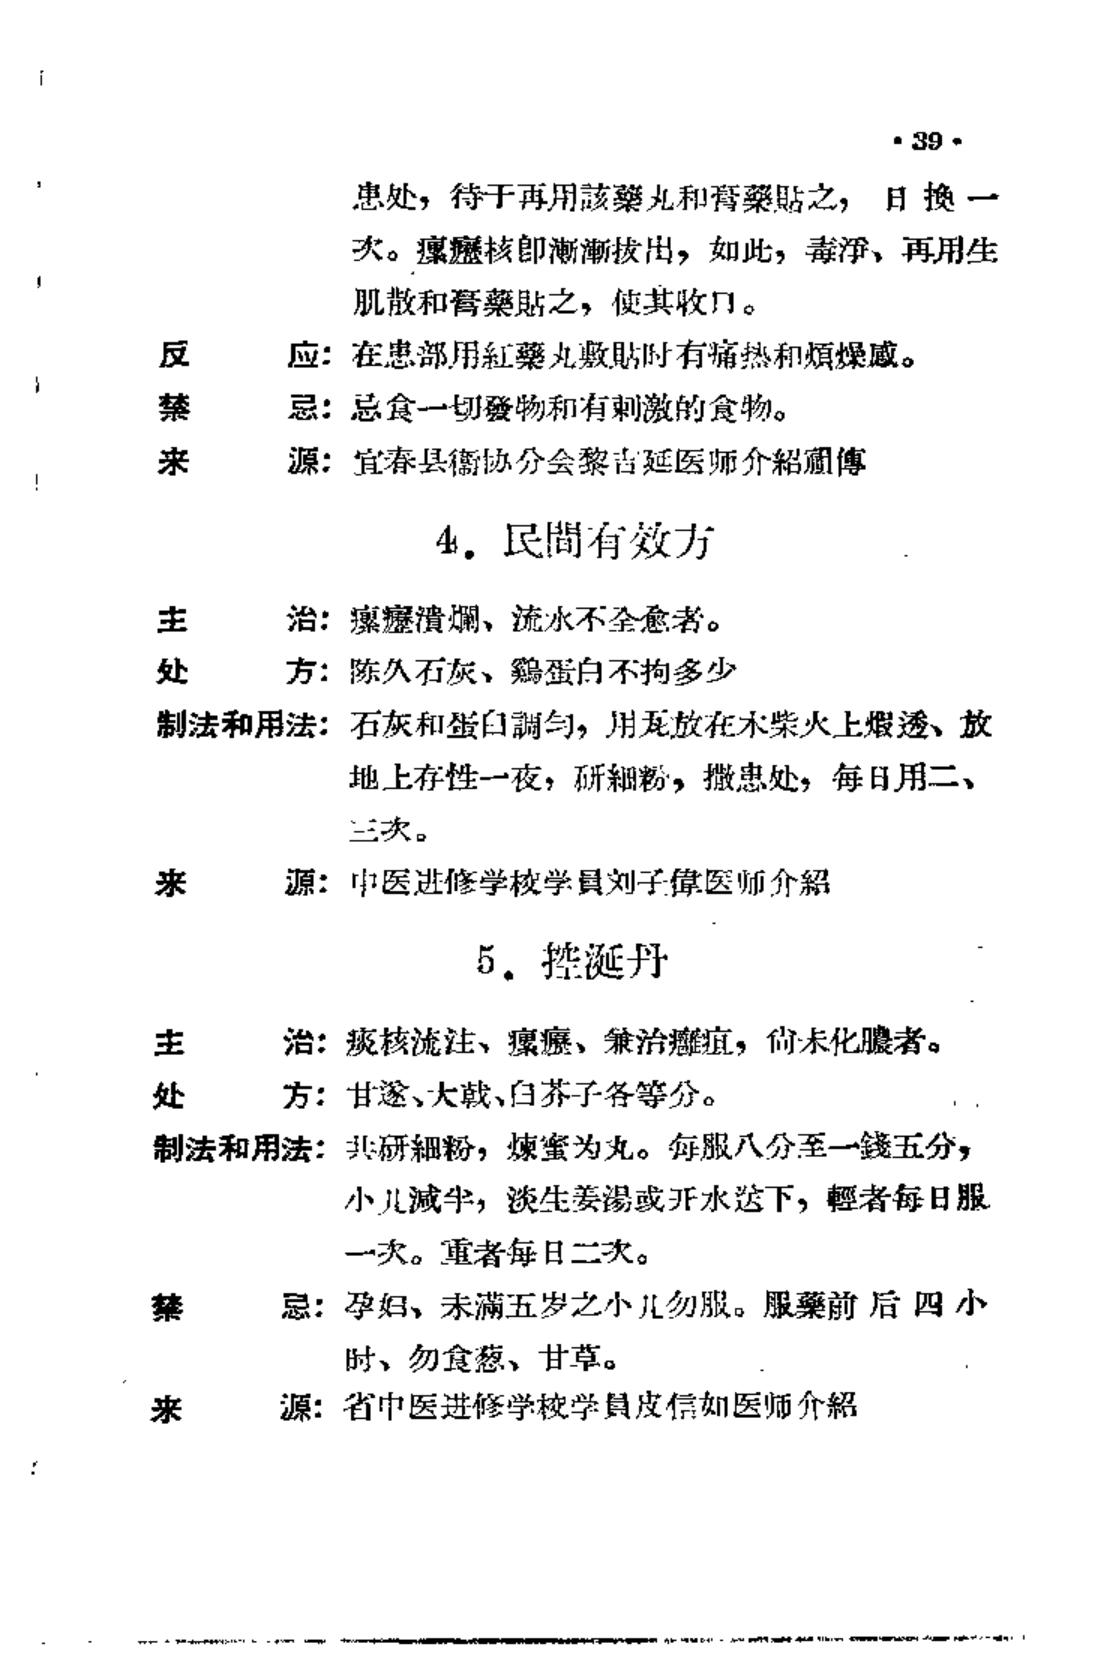 ·39·
患处，待干再用該藥丸和膏藥貼之，日換一
次。瘰癧核卽漸漸拔出，如此，毒淨、再用生
肌散和膏藥貼之，使其收口。
反　　应：在患部用紅藥丸敷貼时有痛热和煩燥感。
禁　　忌：忌食一切發物和有刺激的食物。
来　　源：宜春县衞协分会黎吉延医师介紹祖傳
4．民間有效方
主　　治：瘰癧潰爛、流水不全愈者。
处　　方：陈久石灰、鷄蛋白不拘多少
制法和用法：石灰和蛋白調匀，用瓦放在木柴火上煆透、放
地上存性一夜，研細粉，撒患处，每日用二、
三次。
来　　源：中医进修学校学員刘子偉医师介紹
5．控涎丹
主　　治：痰核流注、瘰癧、兼治癰疽，尙未化膿者。
处　　方：甘遂、大戟、白芥子各等分。
制法和用法：共研細粉，煉蜜为丸。每服八分至一錢五分，
小儿減半，淡生姜湯或开水送下，輕者每日服
一次。重者每日二次。
禁　　忌：孕妇、未滿五岁之小儿勿服。服藥前后四小
时、勿食葱、甘草。
来　　源：省中医进修学校学員皮信如医师介紹